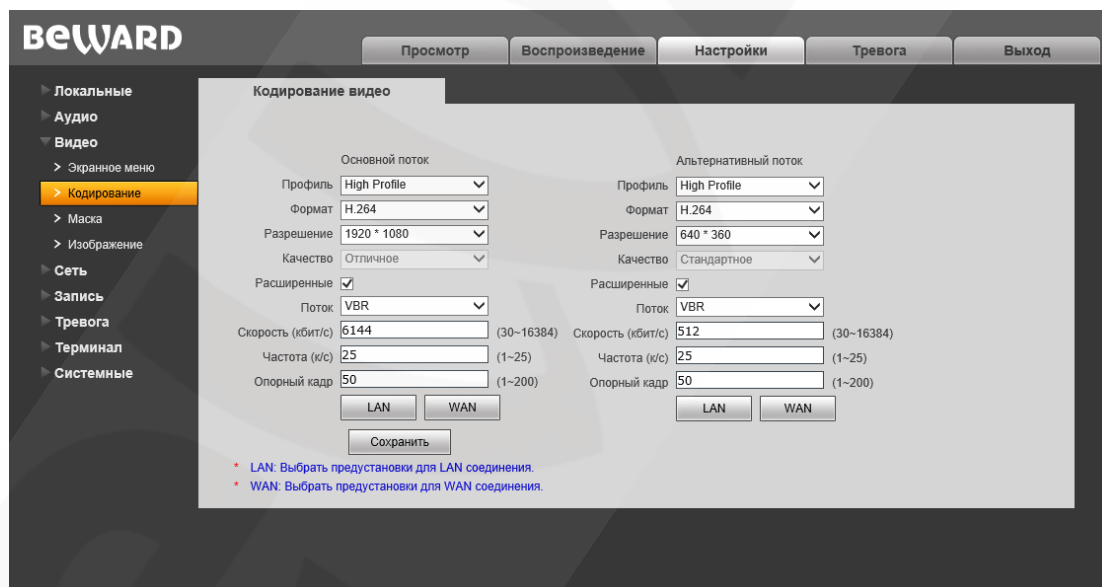 BEWARD
Просмотр Воспроизведение Настройки Тревога Выход
Локальные
Аудио
Видео
> Экранное меню
> Кодирование
> Маска
> Изображение
Сеть
Запись
Тревога
Терминал
Системные
Кодирование видео
Основной поток
Профиль High Profile
Формат H.264
Разрешение 1920 * 1080
Качество Отличное
Расширенные
Поток VBR
Скорость (кбит/с) 6144 (30~16384)
Частота (к/с) 25 (1~25)
Опорный кадр 50 (1~200)
LAN WAN
Альтернативный поток
Профиль High Profile
Формат H.264
Разрешение 640 * 360
Качество Стандартное
Расширенные
Поток VBR
Скорость (кбит/с) 512 (30~16384)
Частота (к/с) 25 (1~25)
Опорный кадр 50 (1~200)
LAN WAN
Сохранить
* LAN: Выбрать предустановки для LAN соединения.
* WAN: Выбрать предустановки для WAN соединения.